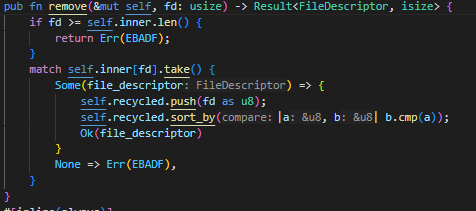 pub fn remove(&mut self, fd: usize) -> Result<FileDescriptor, isize> {
    if fd >= self.inner.len() {
        return Err(EBADF);
    }
    match self.inner[fd].take() {
        Some(file_descriptor: FileDescriptor) => {
            self.recycled.push(fd as u8);
            self.recycled.sort_by(compare: |a: &u8, b: &u8| b.cmp(a));
            Ok(file_descriptor)
        }
        None => Err(EBADF),
    }
}
#[inline(always)]